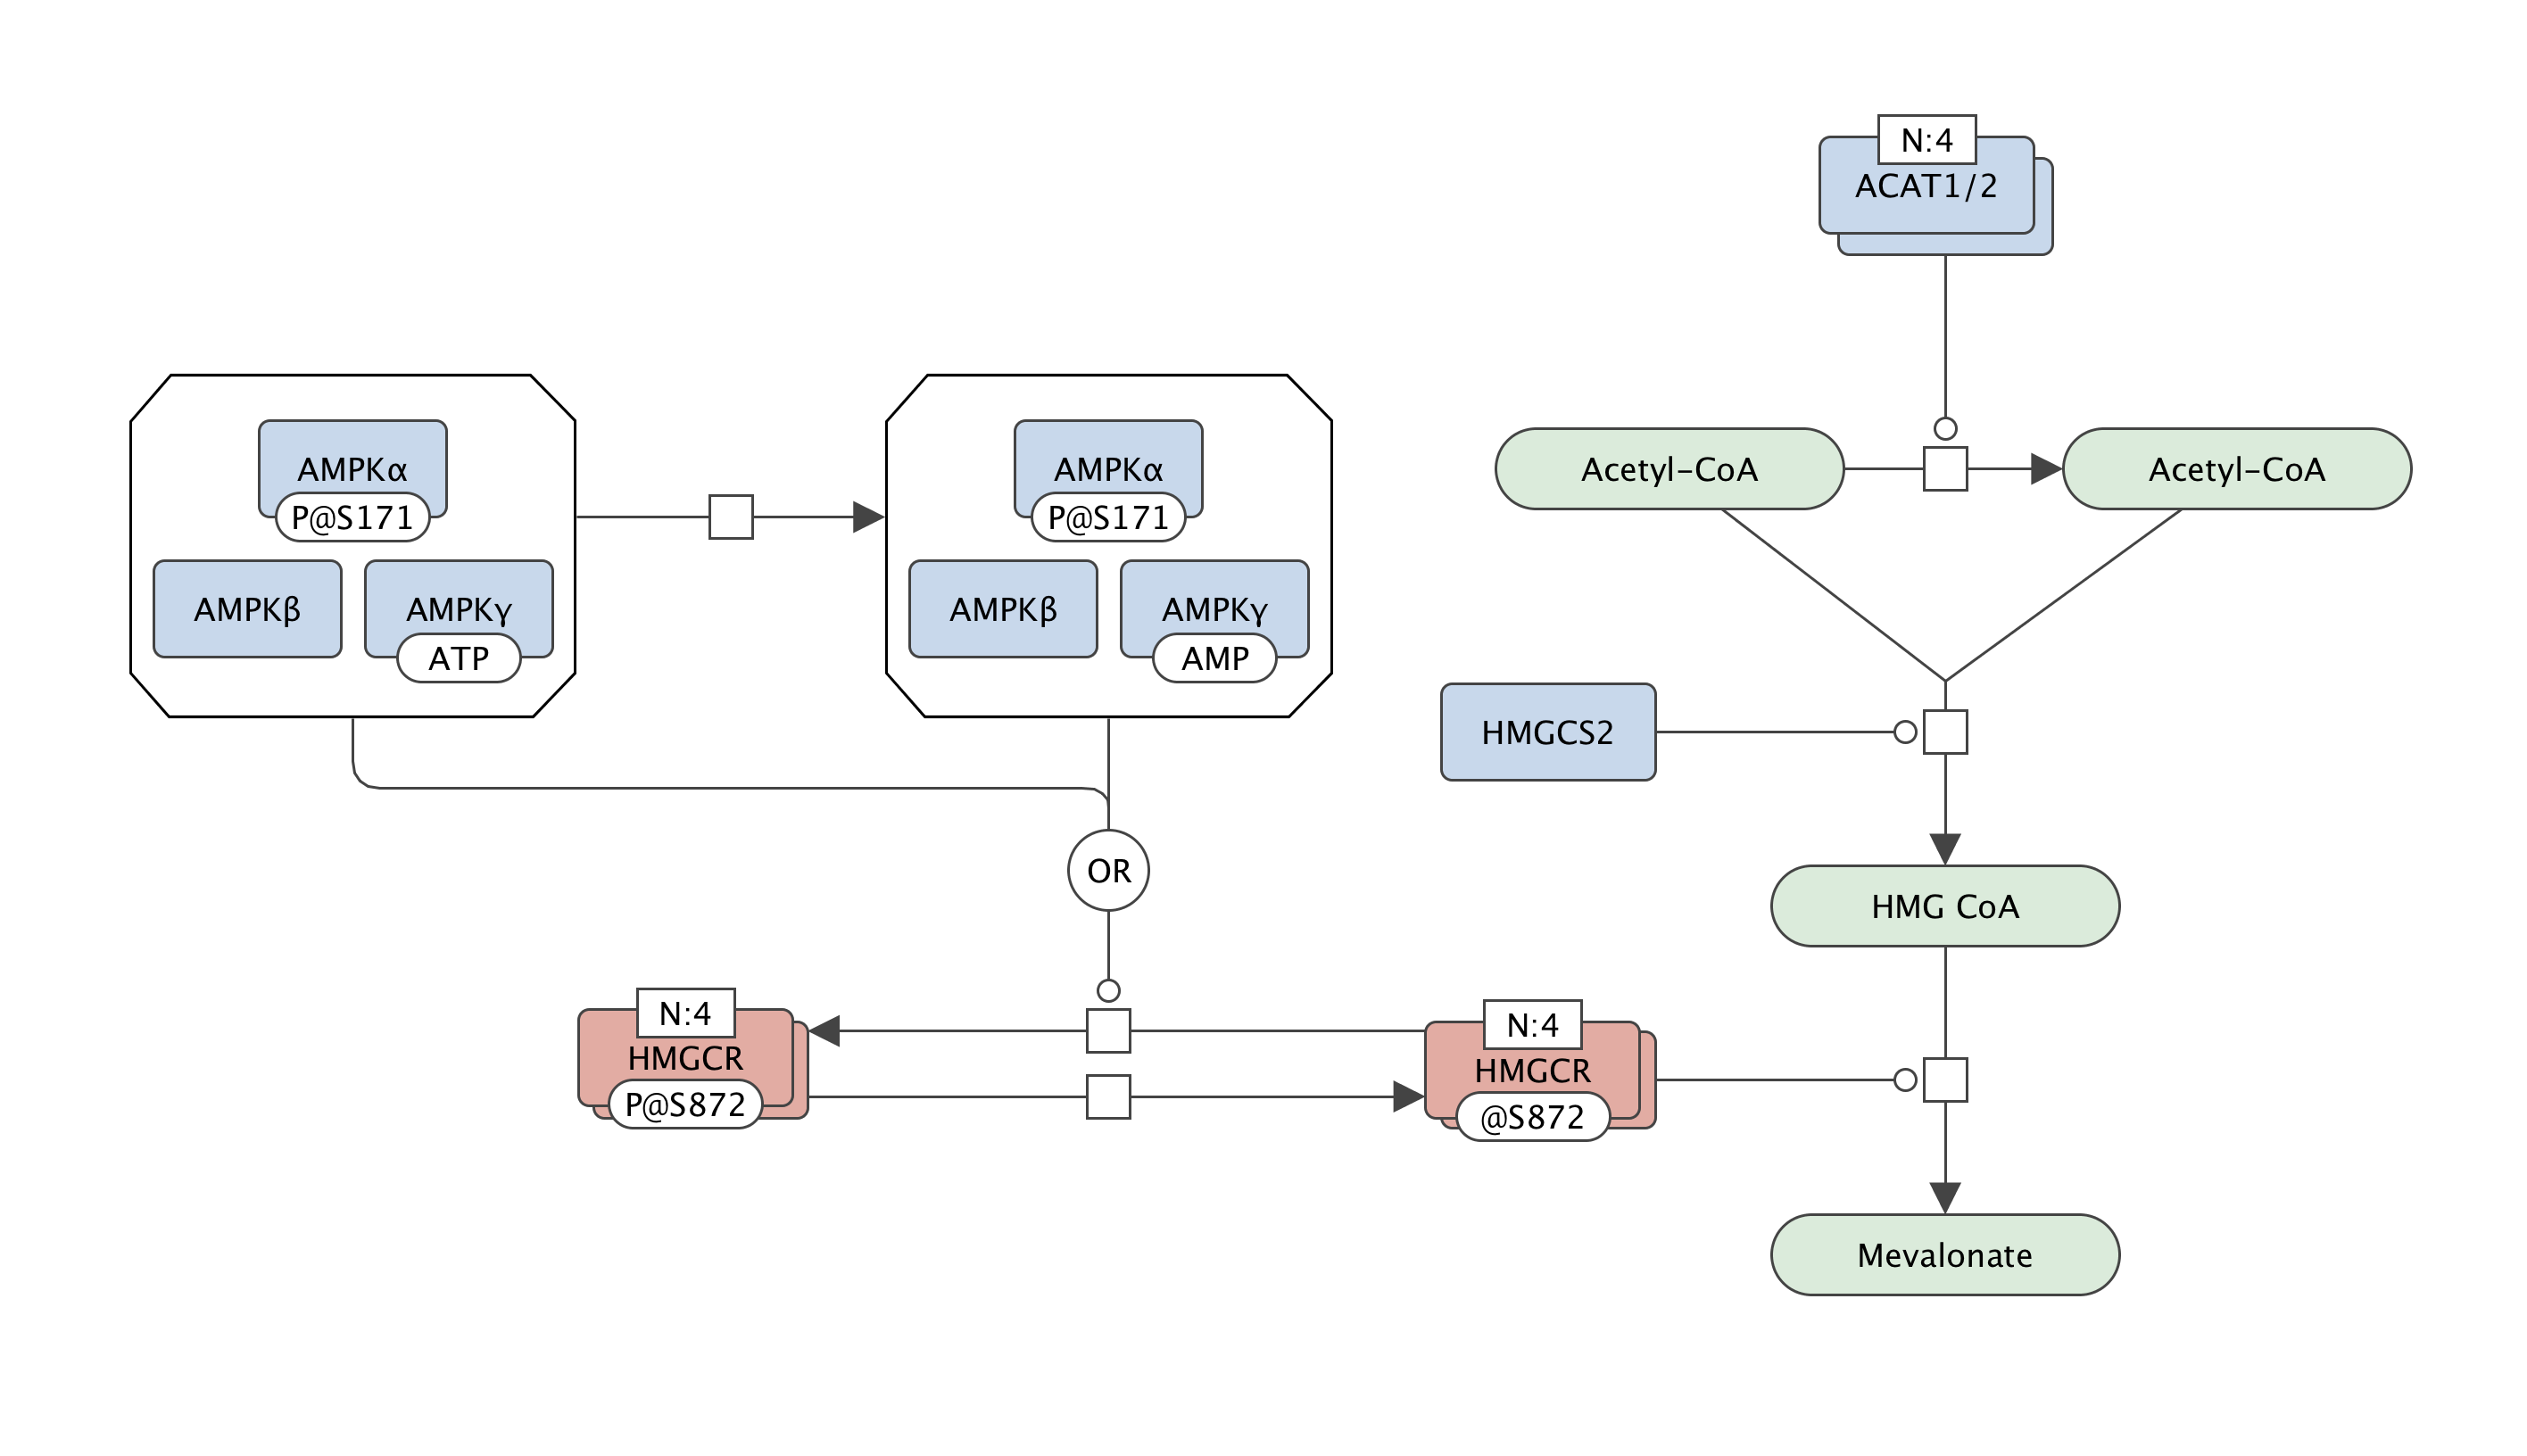 N:4
ACAT1/2
AMPKα
P@S171
AMPKβ
AMPKγ
ATP
AMPKα
P@S171
AMPKβ
AMPKγ
AMP
Acetyl-CoA
Acetyl-CoA
HMGCS2
OR
HMG CoA
N:4
HMGCR
P@S872
N:4
HMGCR
@S872
Mevalonate